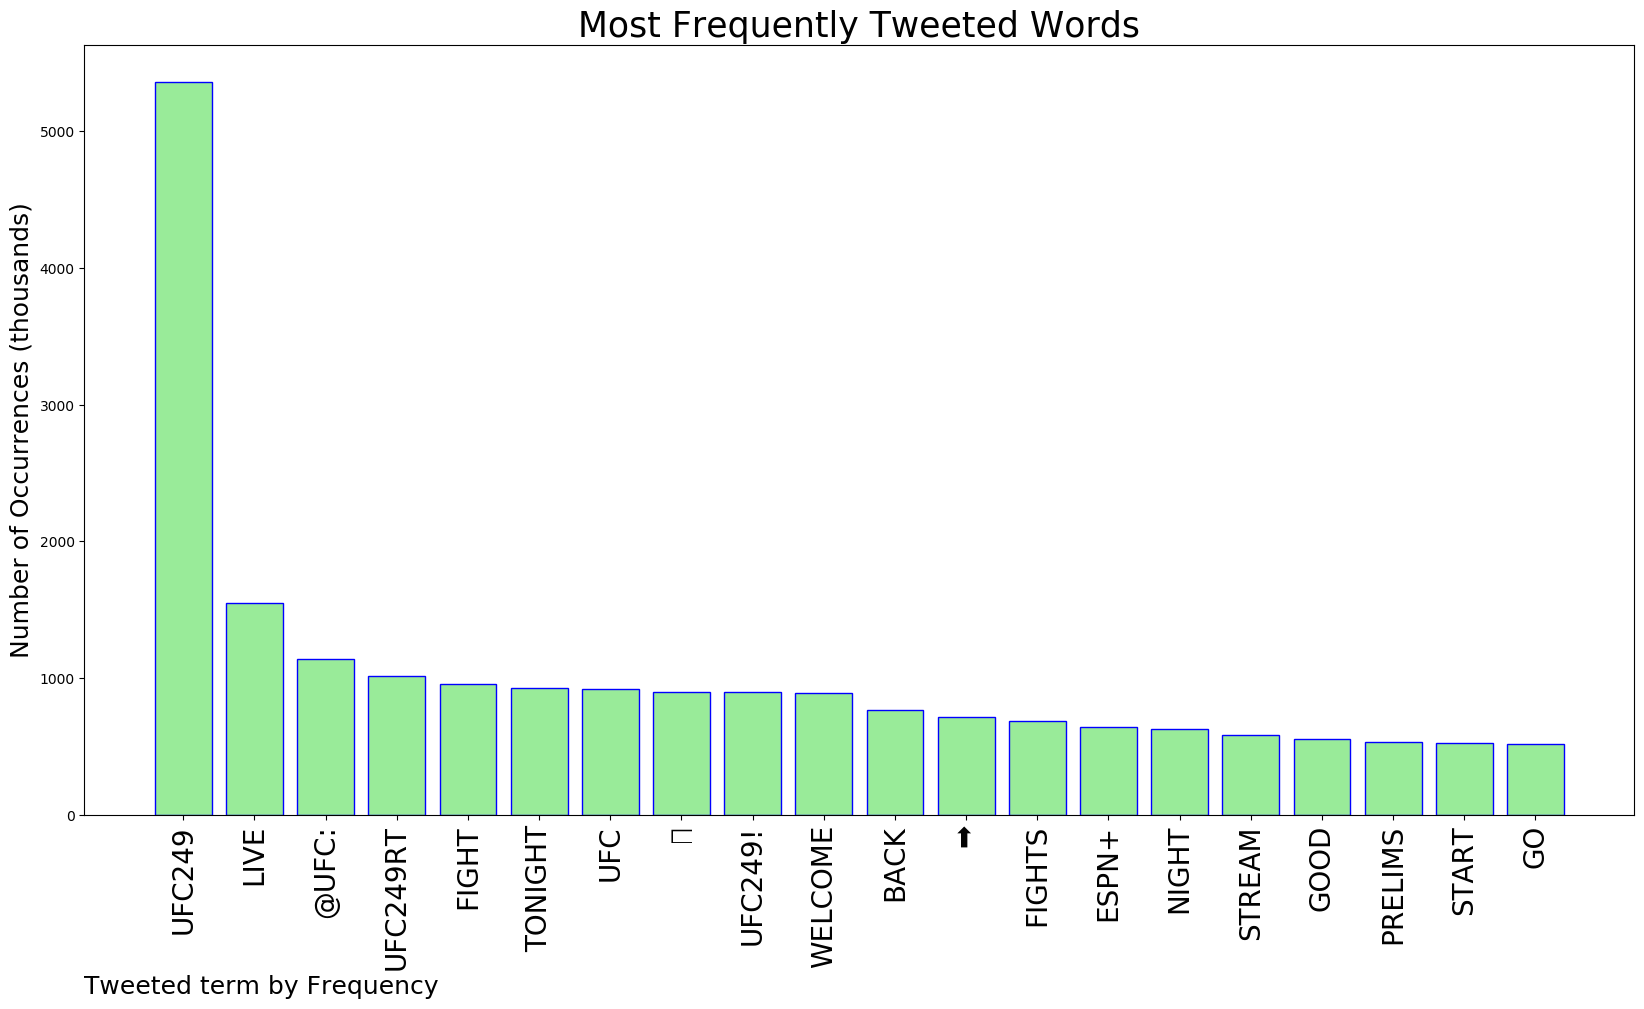 Most Frequently Tweeted Words
Number of Occurrences (thousands)
5000
4000
3000
2000
1000
0
UFC249
LIVE
@UFC:
UFC249RT
FIGHT
TONIGHT
UFC
UFC249!
WELCOME
BACK
⬆
FIGHTS
ESPN+
NIGHT
STREAM
GOOD
PRELIMS
START
GO
Tweeted term by Frequency